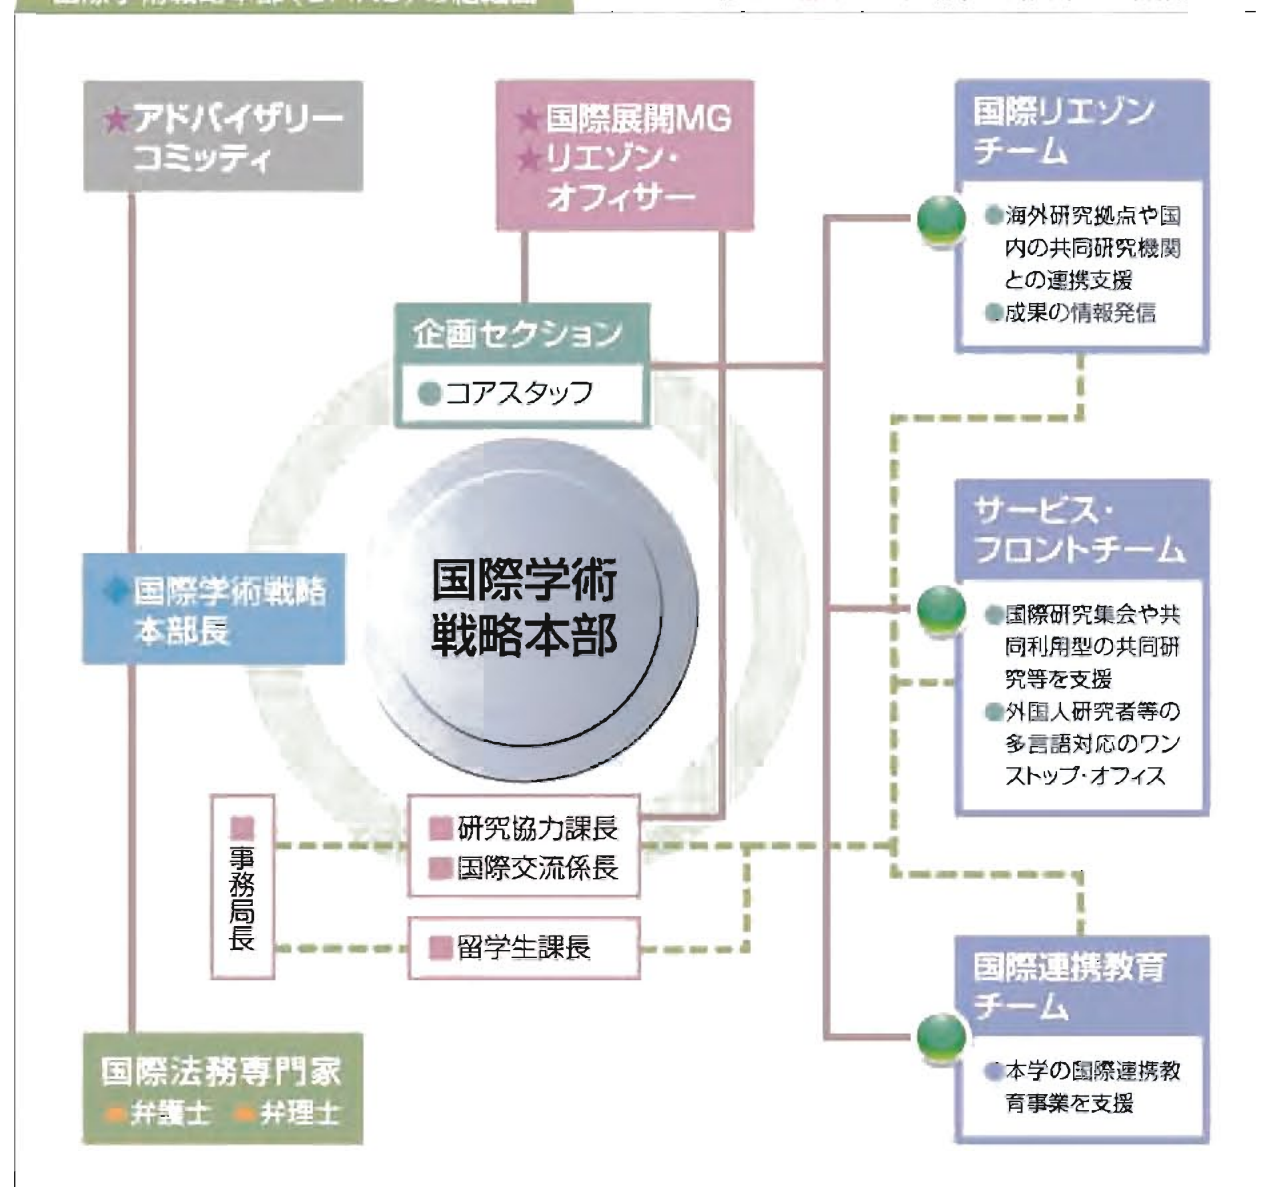 ★アドバイザリー
コミッティ
★国際展開MG
★リエゾン・
オフィサー
国際リエゾン
チーム
●海外研究拠点や国
内の共同研究機関
との連携支援
●成果の情報発信
企画セクション
●コアスタッフ
サービス・
フロントチーム
●国際研究集会や共
同利用型の共同研
究等を支援
●外国人研究者等の
多言語対応のワン
ストップ・オフィス
◆国際学術戦略
本部長
国際学術
戦略本部
■事務局長
■研究協力課長
■国際交流係長
■留学生課長
国際連携教育
チーム
●本学の国際連携教
育事業を支援
国際法務専門家
弁護士 弁理士